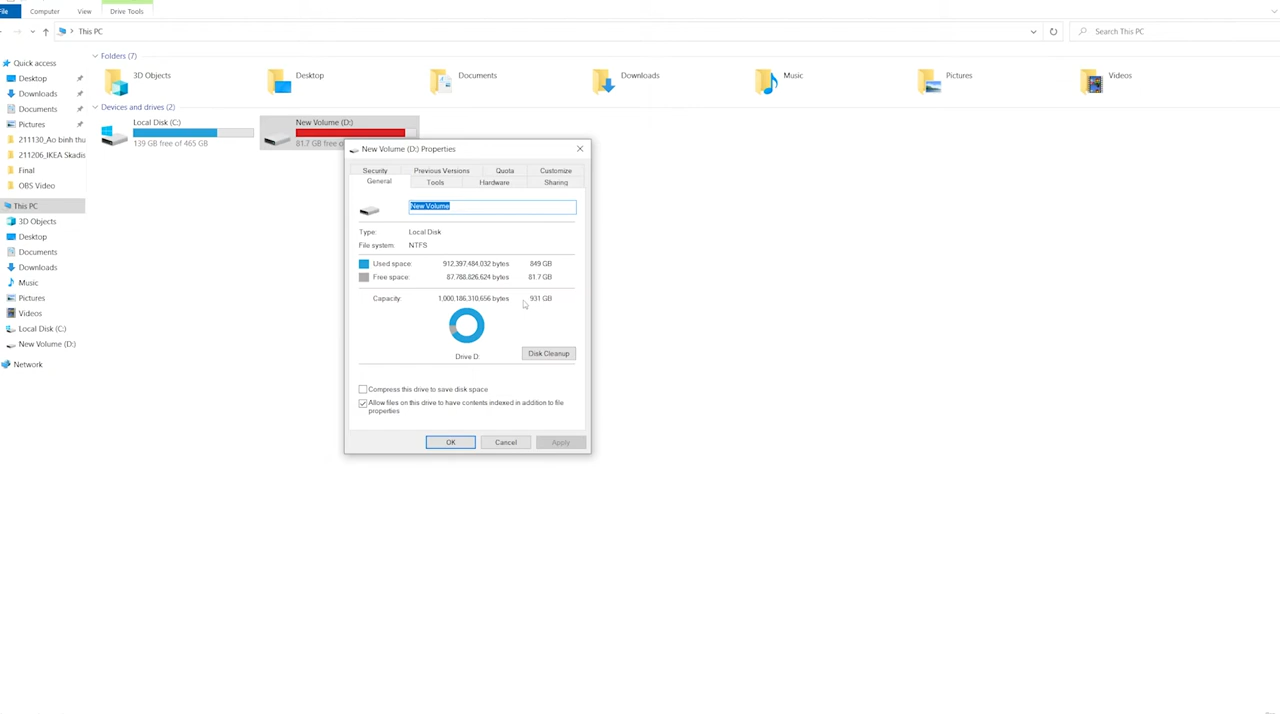 File Computer View Drive Tools
This PC
Search This PC
Quick access
Desktop
Downloads
Documents
Pictures
211130_Ao binh thu
211206_IKEA Skadis
Final
OBS Video
This PC
3D Objects
Desktop
Documents
Downloads
Music
Pictures
Videos
Local Disk (C:)
New Volume (D:)
Network
Folders (7)
3D Objects
Desktop
Documents
Downloads
Music
Pictures
Videos
Devices and drives (2)
Local Disk (C:)
139 GB free of 465 GB
New Volume (D:)
81.7 GB free o
New Volume (D:) Properties
Security Previous Versions Quota Customize
General Tools Hardware Sharing
New Volume
Type: Local Disk
File system: NTFS
Used space: 912,397,484,032 bytes 849 GB
Free space: 87,788,826,624 bytes 81.7 GB
Capacity: 1,000,186,310,656 bytes 931 GB
Drive D:
Disk Cleanup
Compress this drive to save disk space
Allow files on this drive to have contents indexed in addition to file
properties
OK Cancel Apply